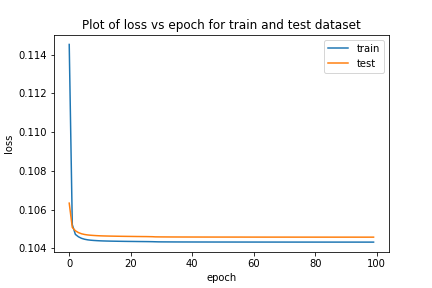 Plot of loss vs epoch for train and test dataset
train
test
0.114
0.112
0.110
0.108
0.106
0.104
loss
0 20 40 60 80 100
epoch